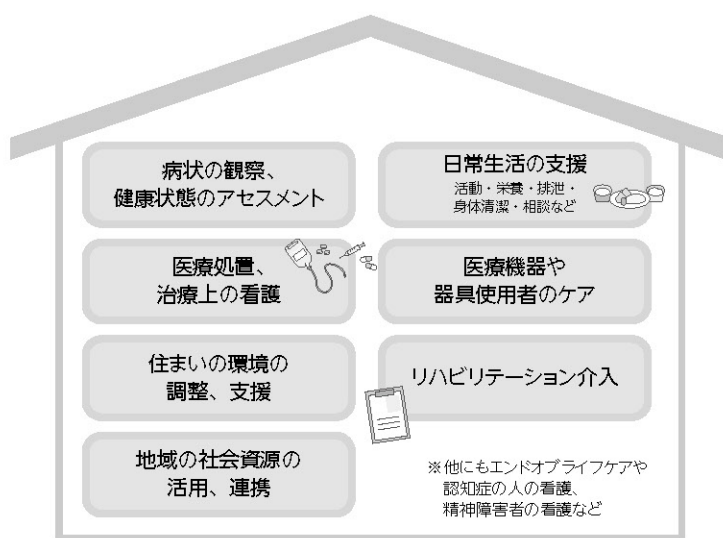 病状の観察、
健康状態のアセスメント
日常生活の支援
活動・栄養・排泄・
身体清潔・相談など
医療処置、
治療上の看護
医療機器や
器具使用者のケア
住まいの環境の
調整、支援
リハビリテーション介入
地域の社会資源の
活用、連携
※他にもエンドオブライフケアや
認知症の人の看護、
精神障害者の看護など